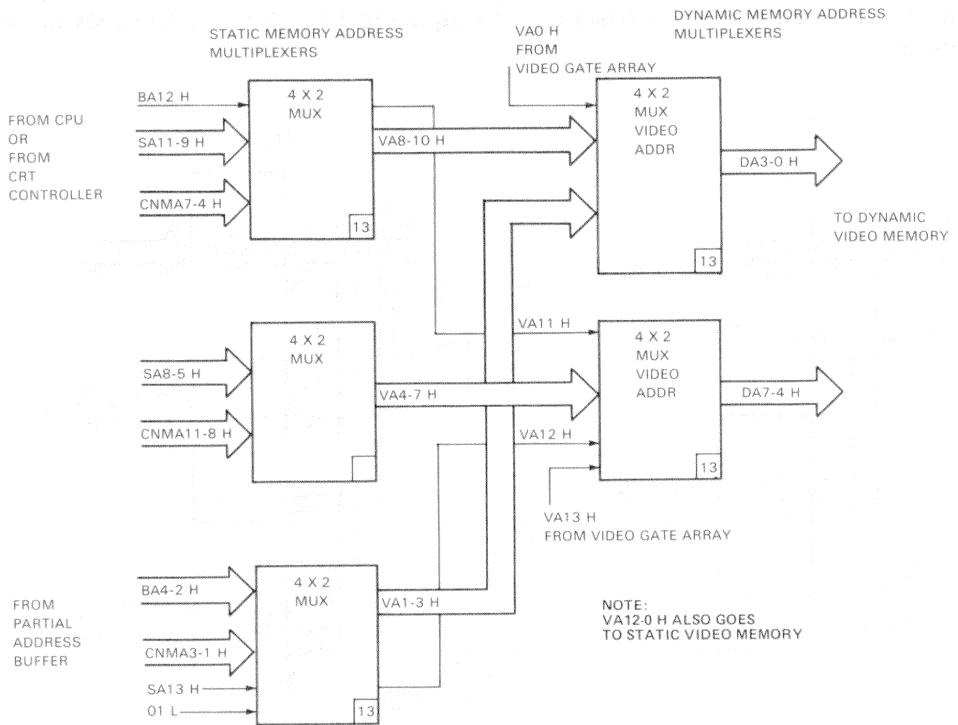 STATIC MEMORY ADDRESS
MULTIPLEXERS
DYNAMIC MEMORY ADDRESS
MULTIPLEXERS
VA0 H
FROM
VIDEO GATE ARRAY
FROM CPU
OR
FROM
CRT
CONTROLLER
BA12 H
SA11-9 H
CNMA7-4 H
4 X 2
MUX
13
VA8-10 H
4 X 2
MUX
VIDEO
ADDR
13
DA3-0 H
TO DYNAMIC
VIDEO MEMORY
SA8-5 H
CNMA11-8 H
4 X 2
MUX
VA4-7 H
VA11 H
VA12 H
4 X 2
MUX
VIDEO
ADDR
13
DA7-4 H
VA13 H
FROM VIDEO GATE ARRAY
FROM
PARTIAL
ADDRESS
BUFFER
BA4-2 H
CNMA3-1 H
SA13 H
01 L
4 X 2
MUX
13
VA1-3 H
NOTE:
VA12-0 H ALSO GOES
TO STATIC VIDEO MEMORY